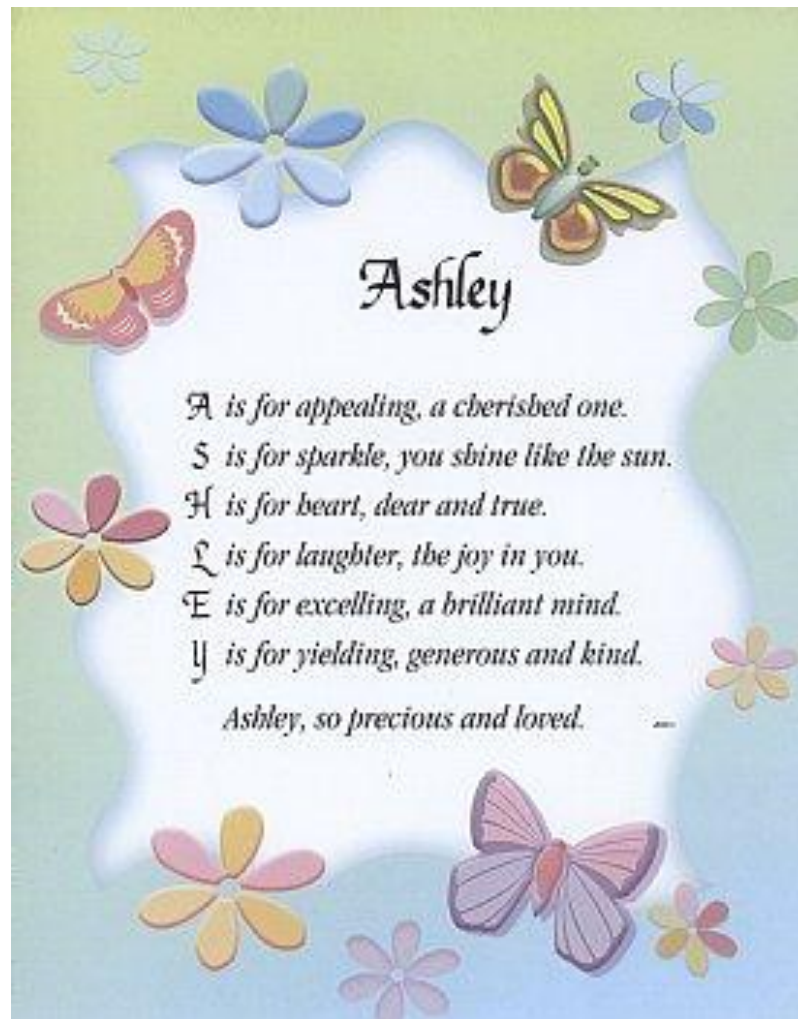 Ashley
A is for appealing, a cherished one.
S is for sparkle, you shine like the sun.
H is for heart, dear and true.
L is for laughter, the joy in you.
E is for excelling, a brilliant mind.
Y is for yielding, generous and kind.
Ashley, so precious and loved.